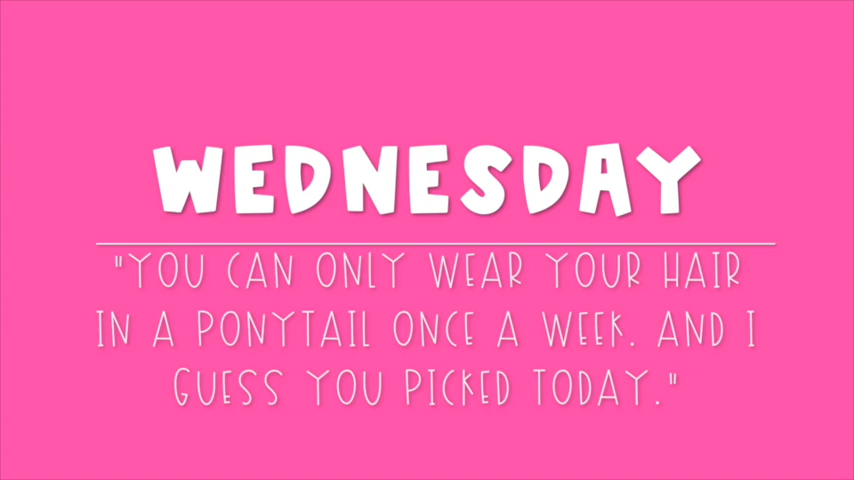 WEDNESDAY
"YOU CAN ONLY WEAR YOUR HAIR
IN A PONYTAIL ONCE A WEEK. AND I
GUESS YOU PICKED TODAY."